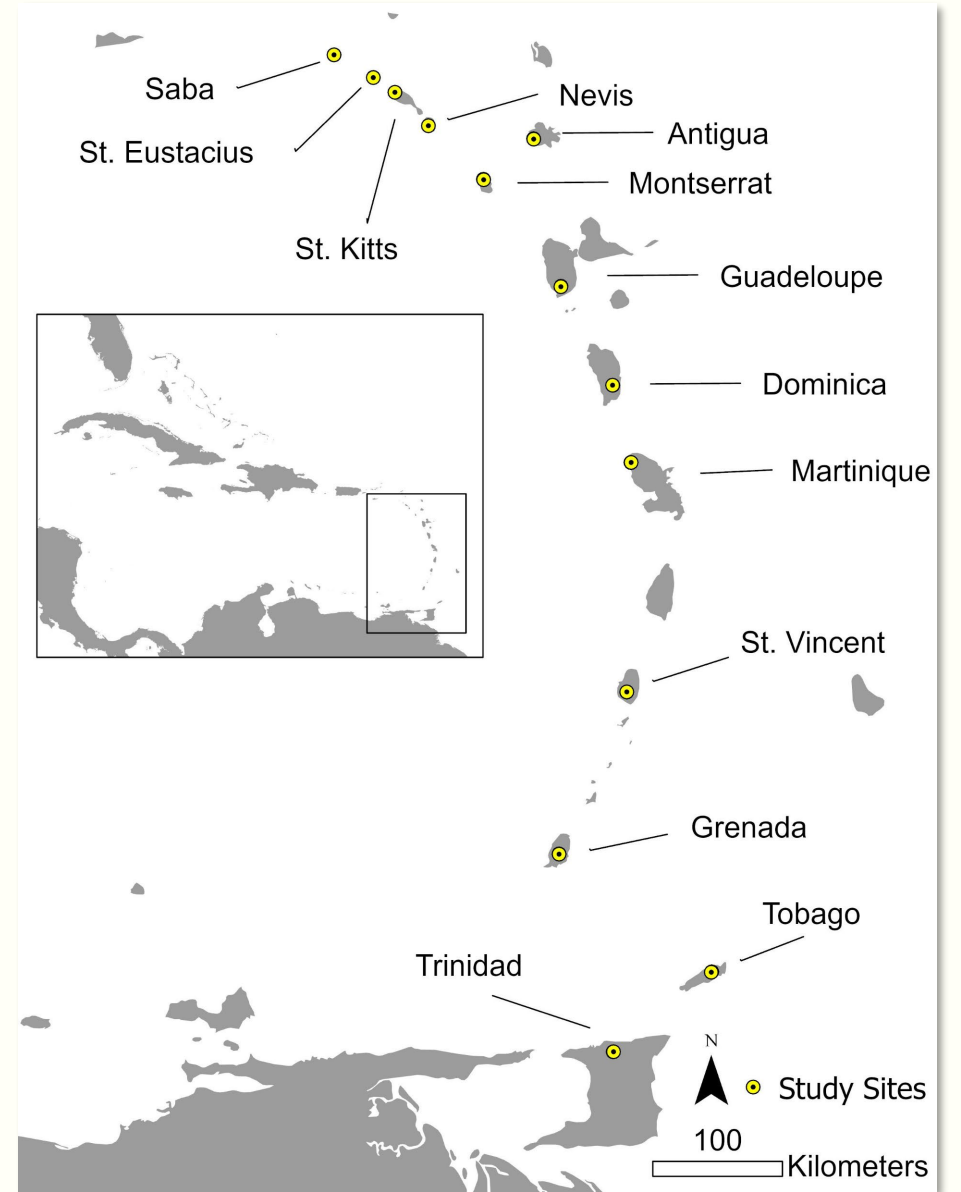 Saba
Nevis
Antigua
St. Eustacius
Montserrat
St. Kitts
Guadeloupe
Dominica
Martinique
St. Vincent
Grenada
Tobago
Trinidad
N
Study Sites
100
Kilometers